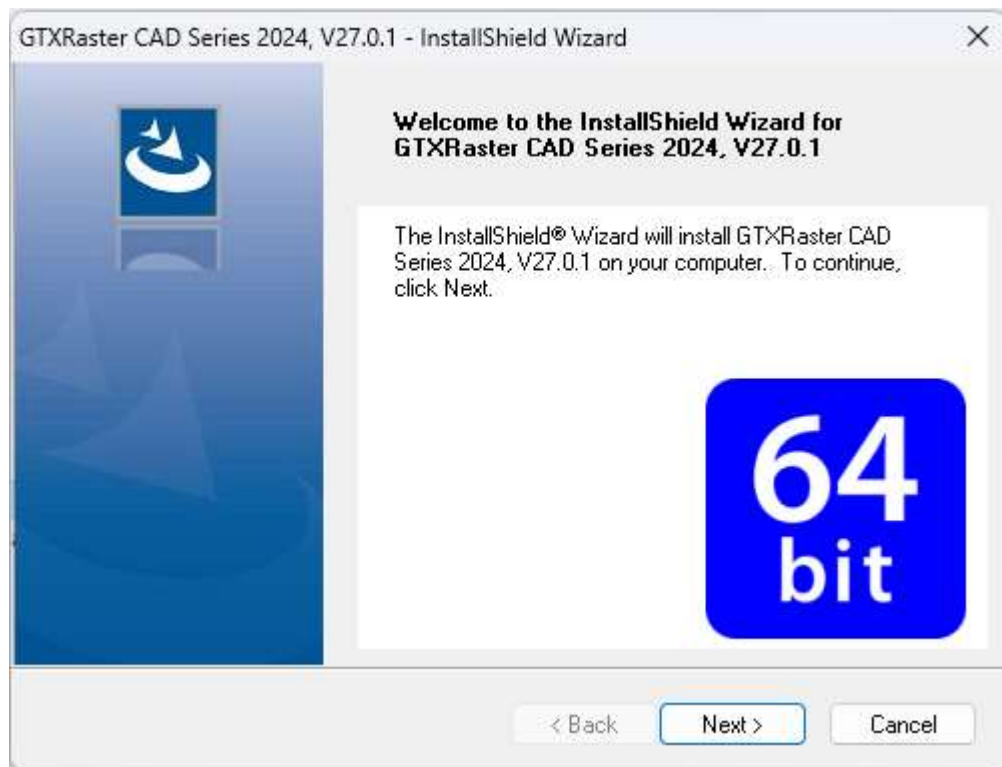 GTXRaster CAD Series 2024, V27.0.1 - InstallShield Wizard
Welcome to the InstallShield Wizard for
GTXRaster CAD Series 2024, V27.0.1
The InstallShield® Wizard will install GTXRaster CAD
Series 2024, V27.0.1 on your computer. To continue,
click Next.
64
bit
< Back
Next >
Cancel